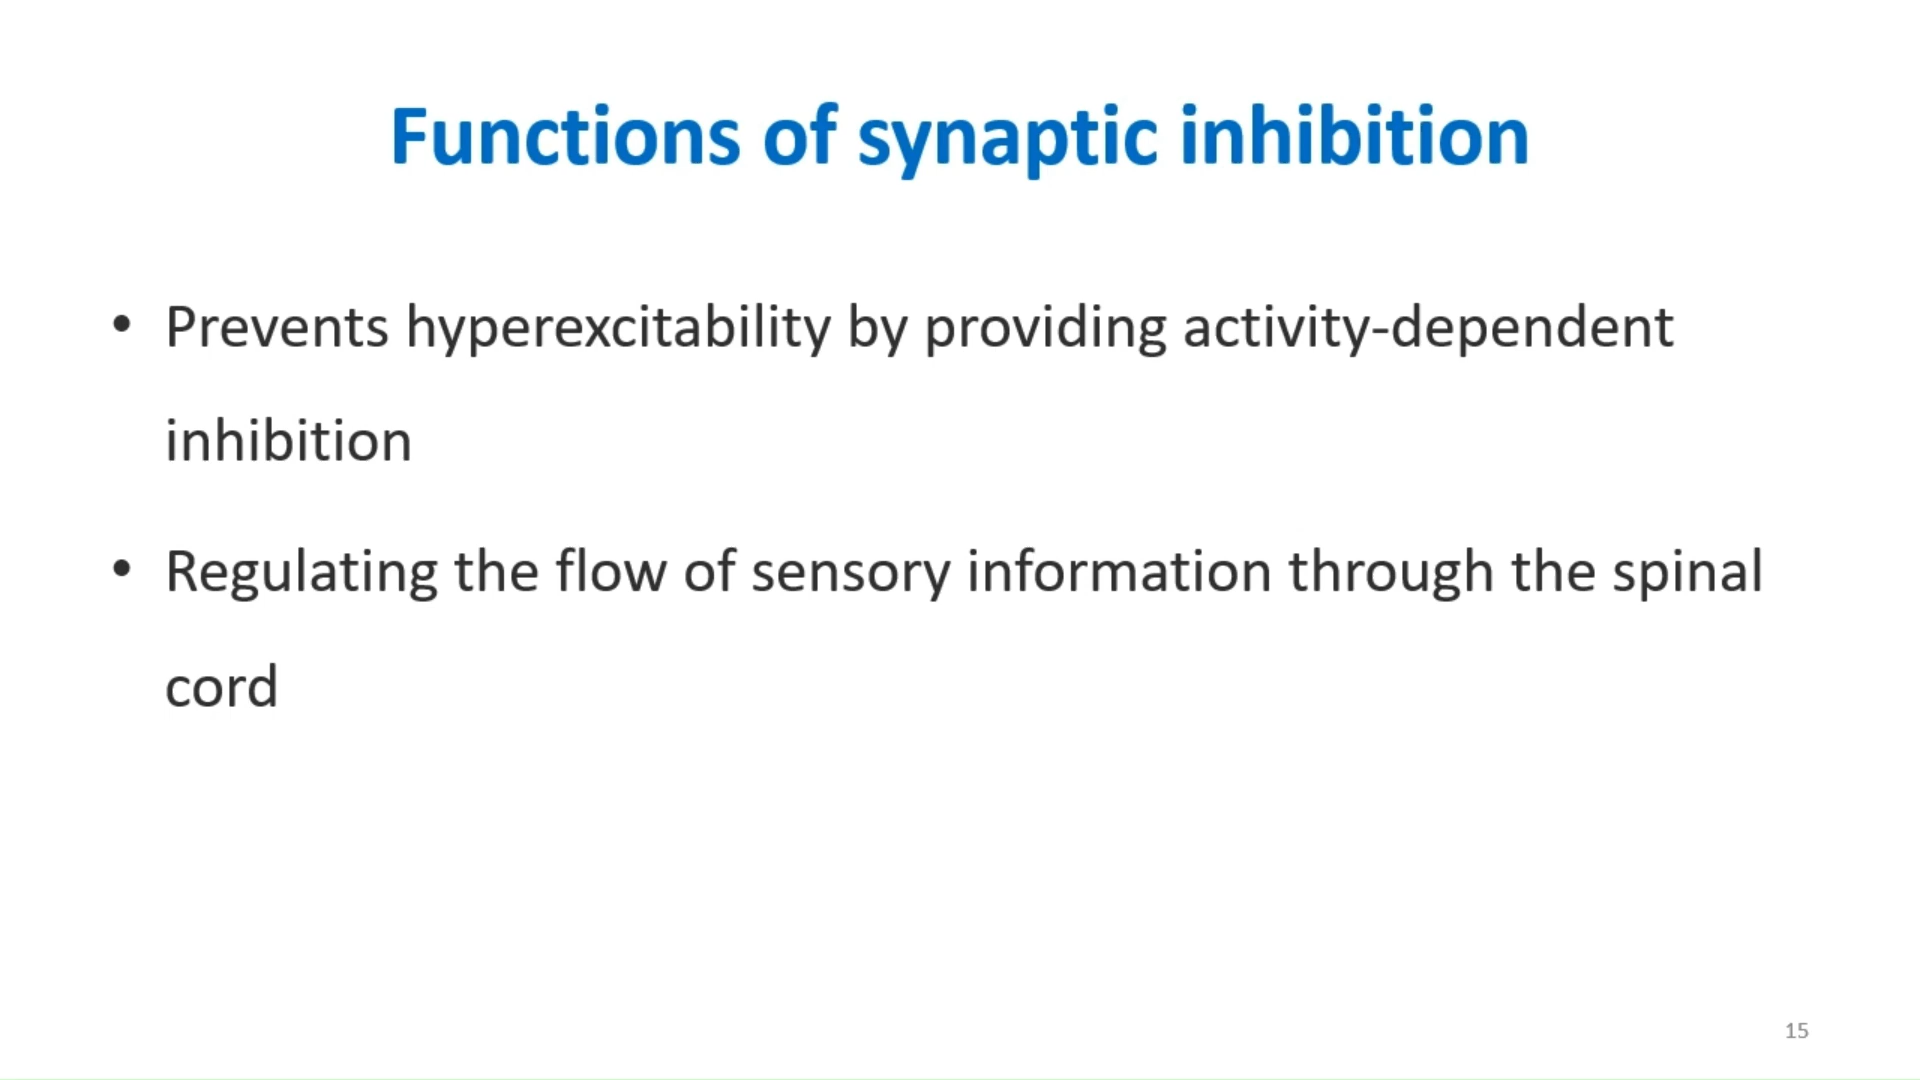 Functions of synaptic inhibition
• Prevents hyperexcitability by providing activity-dependent
inhibition
• Regulating the flow of sensory information through the spinal
cord
15